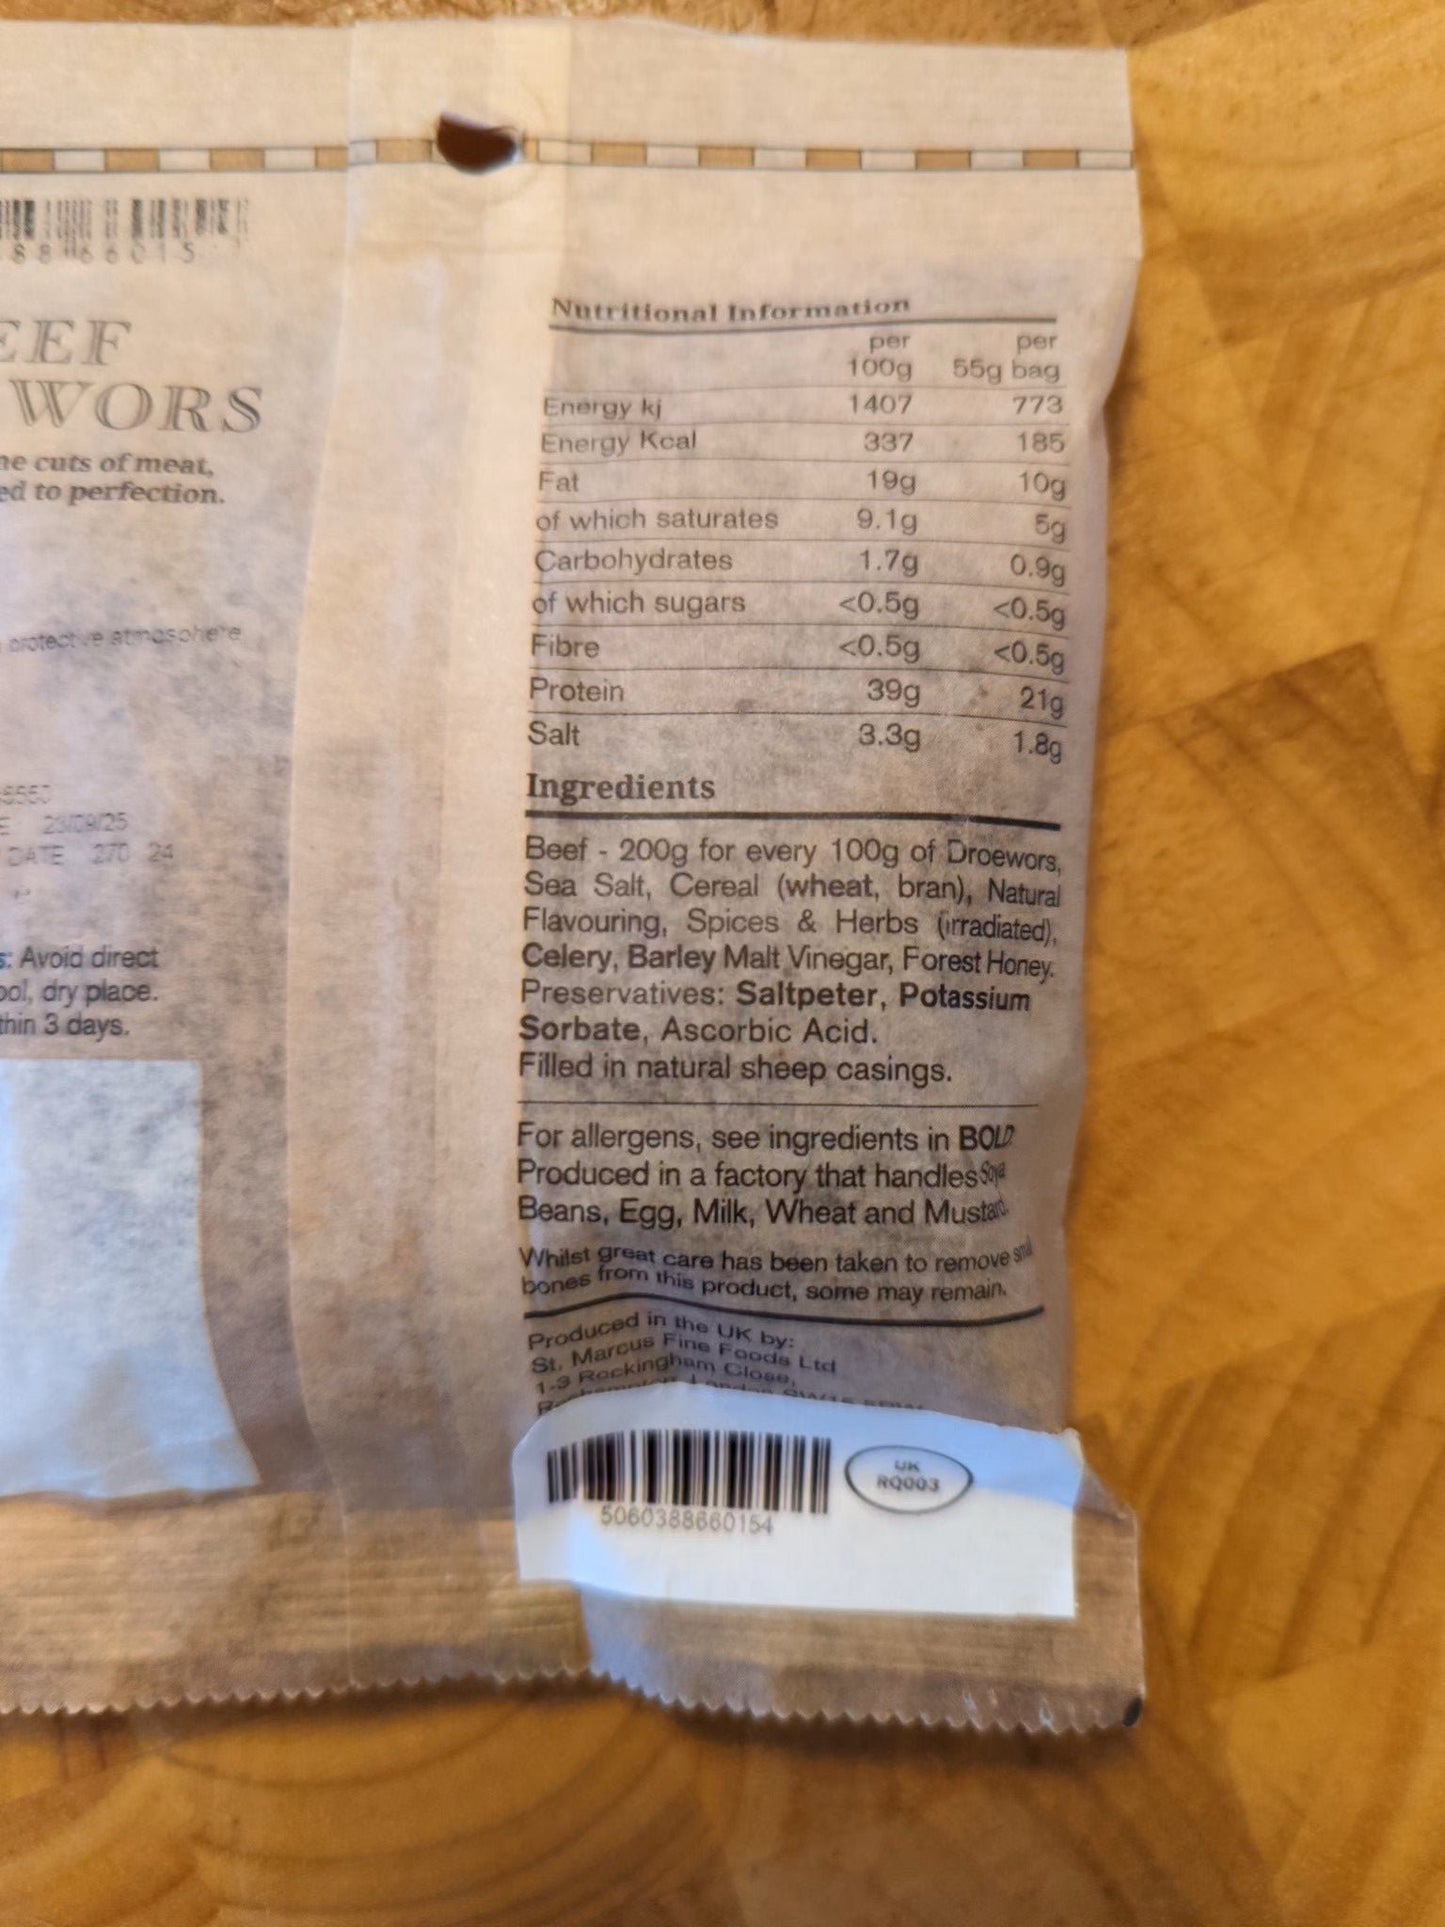 88 66015
EEF
WORS
ne cuts of meat,
ed to perfection.
protective atmosphere
23/09/25
DATE 270 24
s: Avoid direct
ool, dry place.
thin 3 days.
Nutritional Information
per per
100g 55g bag
Energy kj 1407 773
Energy Kcal 337 185
Fat 19g 10g
of which saturates 9.1g 5g
Carbohydrates 1.7g 0.9g
of which sugars <0.5g <0.5g
Fibre <0.5g <0.5g
Protein 39g 21g
Salt 3.3g 1.8g
Ingredients
Beef - 200g for every 100g of Droewors,
Sea Salt, Cereal (wheat, bran), Natural
Flavouring, Spices & Herbs (irradiated),
Celery, Barley Malt Vinegar, Forest Honey.
Preservatives: Saltpeter, Potassium
Sorbate, Ascorbic Acid.
Filled in natural sheep casings.
For allergens, see ingredients in BOLD
Produced in a factory that handles Soya
Beans, Egg, Milk, Wheat and Mustard.
Whilst great care has been taken to remove small
bones from this product, some may remain.
Produced in the UK by:
St. Marcus Fine Foods Ltd
1-3 Rockingham Close,
London
5060388660154
UK
RQ003